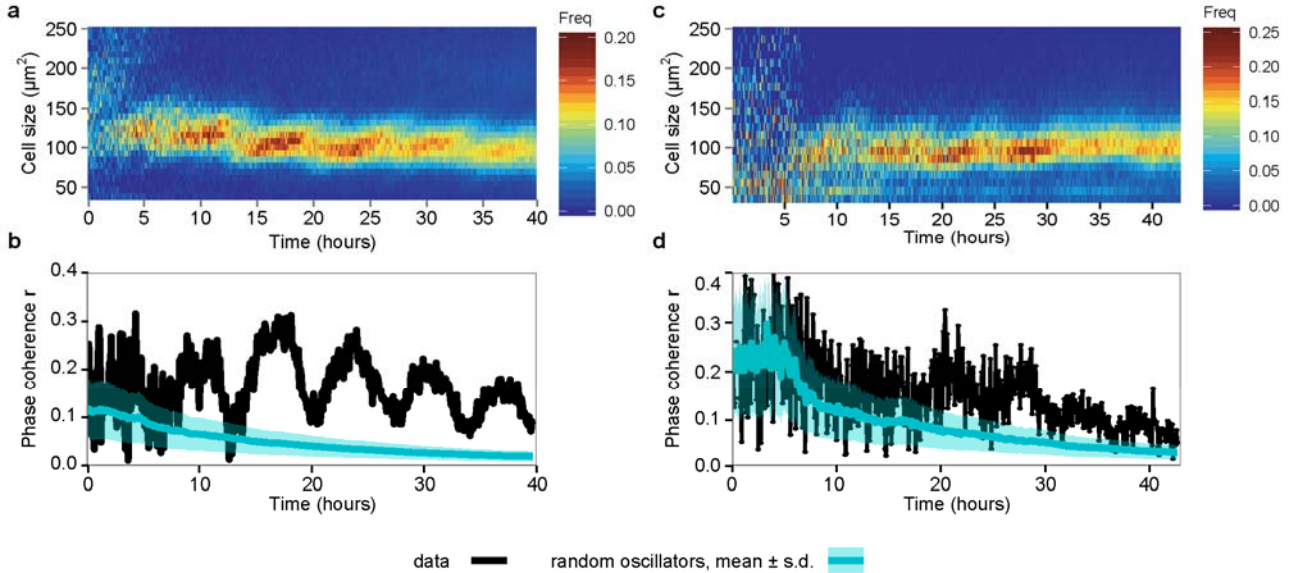 a
Cell size (μm²)
250
200
150
100
50
0 5 10 15 20 25 30 35 40
Time (hours)
Freq
0.20
0.15
0.10
0.05
0.00
c
Cell size (μm²)
250
200
150
100
50
5 10 15 20 25 30 35 40
Time (hours)
Freq
0.25
0.20
0.15
0.10
0.05
0.00
b
Phase coherence r
0.4
0.3
0.2
0.1
0.0
0 10 20 30 40
Time (hours)
d
Phase coherence r
0.4
0.3
0.2
0.1
0.0
0 10 20 30 40
Time (hours)
data random oscillators, mean ± s.d.